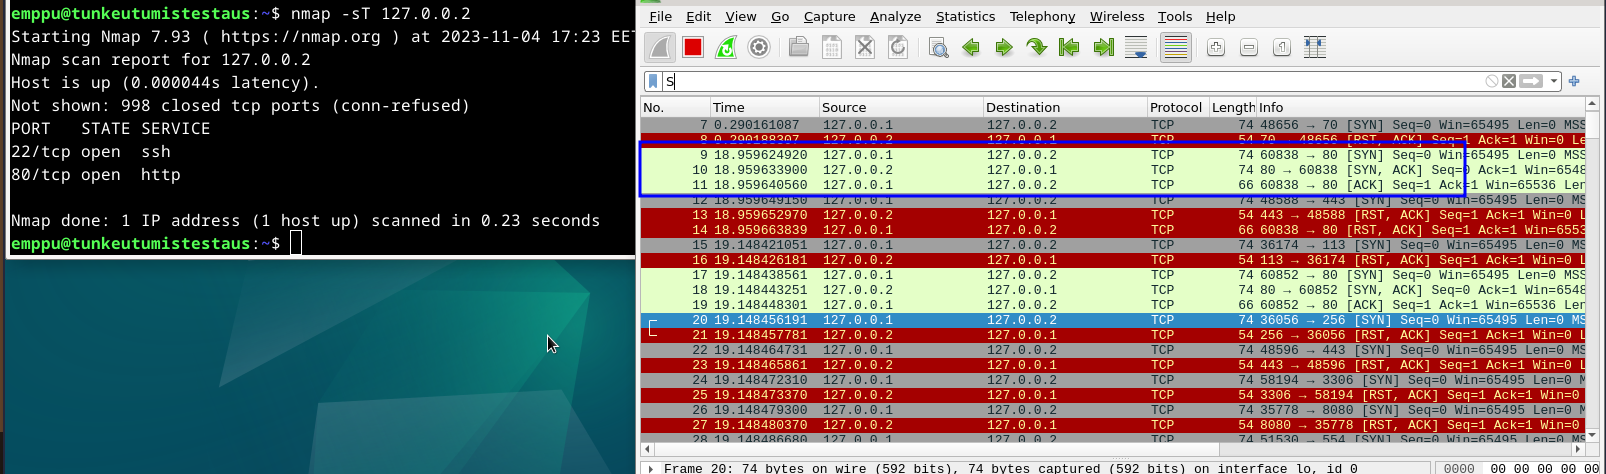 emppu@tunkeutumistestaus:~$ nmap -sT 127.0.0.2
Starting Nmap 7.93 ( https://nmap.org ) at 2023-11-04 17:23 EET
Nmap scan report for 127.0.0.2
Host is up (0.000044s latency).
Not shown: 998 closed tcp ports (conn-refused)
PORT   STATE SERVICE
22/tcp open  ssh
80/tcp open  http
Nmap done: 1 IP address (1 host up) scanned in 0.23 seconds
emppu@tunkeutumistestaus:~$
File Edit View Go Capture Analyze Statistics Telephony Wireless Tools Help
S
No. Time Source Destination Protocol Length Info
7 0.290161087 127.0.0.1 127.0.0.2 TCP 74 48656 → 70 [SYN] Seq=0 Win=65495 Len=0 MSS
8 0.290188307 127.0.0.2 127.0.0.1 TCP 54 70 → 48656 [RST, ACK] Seq=1 Ack=1 Win=0 Le
9 18.959624920 127.0.0.1 127.0.0.2 TCP 74 60838 → 80 [SYN] Seq=0 Win=65495 Len=0 MSS
10 18.959633900 127.0.0.2 127.0.0.1 TCP 74 80 → 60838 [SYN, ACK] Seq=0 Ack=1 Win=6548
11 18.959640560 127.0.0.1 127.0.0.2 TCP 66 60838 → 80 [ACK] Seq=1 Ack=1 Win=65536 Len
12 18.959649150 127.0.0.1 127.0.0.2 TCP 74 48588 → 443 [SYN] Seq=0 Win=65495 Len=0 MS
13 18.959652970 127.0.0.2 127.0.0.1 TCP 54 443 → 48588 [RST, ACK] Seq=1 Ack=1 Win=0 L
14 18.959663839 127.0.0.1 127.0.0.2 TCP 66 60838 → 80 [RST, ACK] Seq=1 Ack=1 Win=6553
15 19.148421051 127.0.0.1 127.0.0.2 TCP 74 36174 → 113 [SYN] Seq=0 Win=65495 Len=0 MS
16 19.148426181 127.0.0.2 127.0.0.1 TCP 54 113 → 36174 [RST, ACK] Seq=1 Ack=1 Win=0 L
17 19.148438561 127.0.0.1 127.0.0.2 TCP 74 60852 → 80 [SYN] Seq=0 Win=65495 Len=0 MSS
18 19.148443251 127.0.0.2 127.0.0.1 TCP 74 80 → 60852 [SYN, ACK] Seq=0 Ack=1 Win=6548
19 19.148448301 127.0.0.1 127.0.0.2 TCP 66 60852 → 80 [ACK] Seq=1 Ack=1 Win=65536 Len
20 19.148456191 127.0.0.1 127.0.0.2 TCP 74 36056 → 256 [SYN] Seq=0 Win=65495 Len=0 MS
21 19.148457781 127.0.0.2 127.0.0.1 TCP 54 256 → 36056 [RST, ACK] Seq=1 Ack=1 Win=0 L
22 19.148464731 127.0.0.1 127.0.0.2 TCP 74 48596 → 443 [SYN] Seq=0 Win=65495 Len=0 MS
23 19.148465861 127.0.0.2 127.0.0.1 TCP 54 443 → 48596 [RST, ACK] Seq=1 Ack=1 Win=0 L
24 19.148472310 127.0.0.1 127.0.0.2 TCP 74 58194 → 3306 [SYN] Seq=0 Win=65495 Len=0 M
25 19.148473370 127.0.0.2 127.0.0.1 TCP 54 3306 → 58194 [RST, ACK] Seq=1 Ack=1 Win=0
26 19.148479300 127.0.0.1 127.0.0.2 TCP 74 35778 → 8080 [SYN] Seq=0 Win=65495 Len=0 M
27 19.148480370 127.0.0.2 127.0.0.1 TCP 54 8080 → 35778 [RST, ACK] Seq=1 Ack=1 Win=0
28 19.148486680 127.0.0.1 127.0.0.2 TCP 74 51530 → 554 [SYN] Seq=0 Win=65495 Len=0 MS
Frame 20: 74 bytes on wire (592 bits), 74 bytes captured (592 bits) on interface lo, id 0
0000 00 00 00 00 00